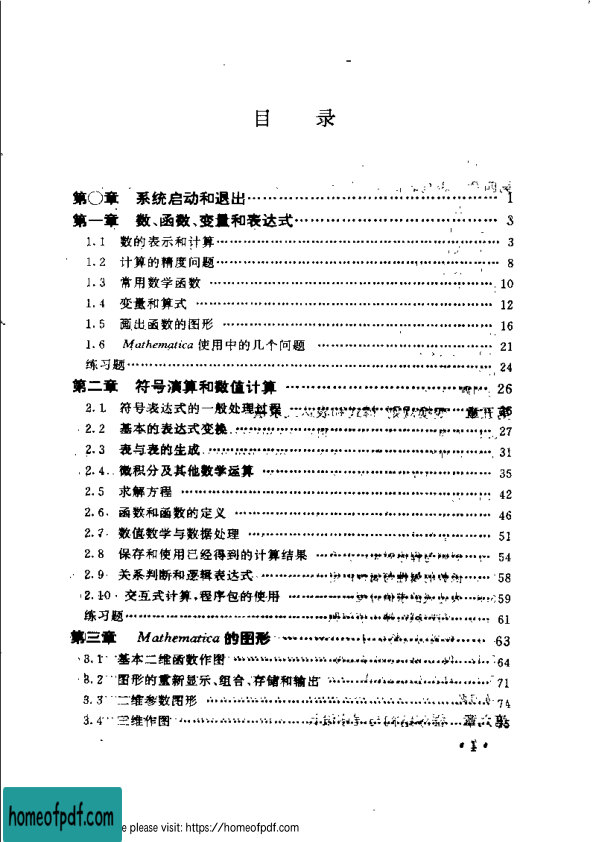 目 录
第〇章 系统启动和退出 1
第一章 数、函数、变量和表达式 3
1.1 数的表示和计算 3
1.2 计算的精度问题 8
1.3 常用数学函数 10
1.4 变量和算式 12
1.5 画出函数的图形 16
1.6 Mathematica 使用中的几个问题 21
练习题 24
第二章 符号演算和数值计算 26
2.1 符号表达式的一般处理过程
2.2 基本的表达式变换 27
2.3 表与表的生成 31
2.4 微积分及其他数学运算 35
2.5 求解方程 42
2.6 函数和函数的定义 46
2.7 数值数学与数据处理 51
2.8 保存和使用已经得到的计算结果 54
2.9 关系判断和逻辑表达式 58
2.10 交互式计算,程序包的使用 59
练习题 61
第三章 Mathematica 的图形 63
3.1 基本二维函数作图 64
3.2 图形的重新显示、组合、存储和输出 71
3.3 二维参数图形 74
3.4 三维作图
homeofpdf.com
e please visit: https://homeofpdf.com